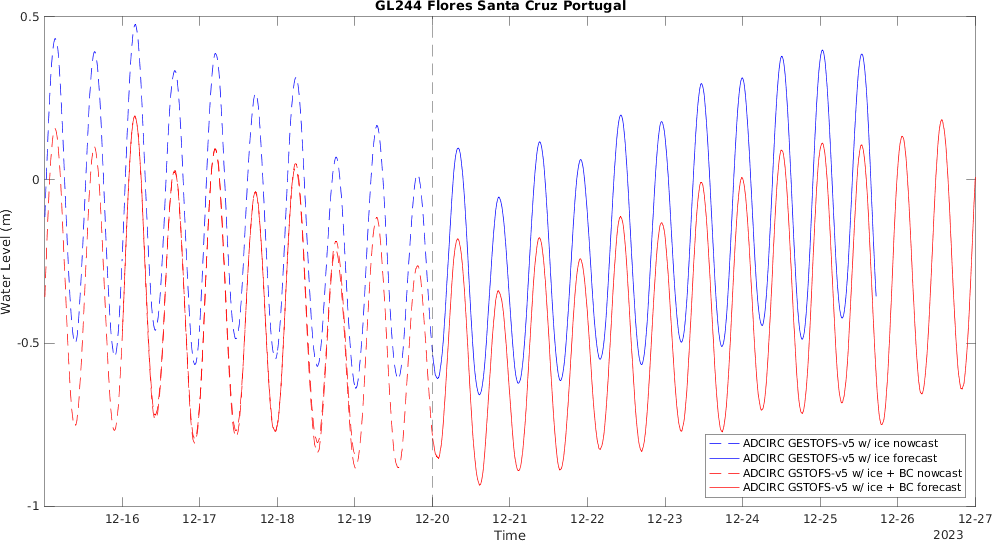 GL244 Flores Santa Cruz Portugal
Water Level (m)
0.5
0
-0.5
-1
ADCIRC GESTOFS-v5 w/ ice nowcast
ADCIRC GESTOFS-v5 w/ ice forecast
ADCIRC GSTOFS-v5 w/ ice + BC nowcast
ADCIRC GSTOFS-v5 w/ ice + BC forecast
12-16 12-17 12-18 12-19 12-20 12-21 12-22 12-23 12-24 12-25 12-26 12-27
Time
2023